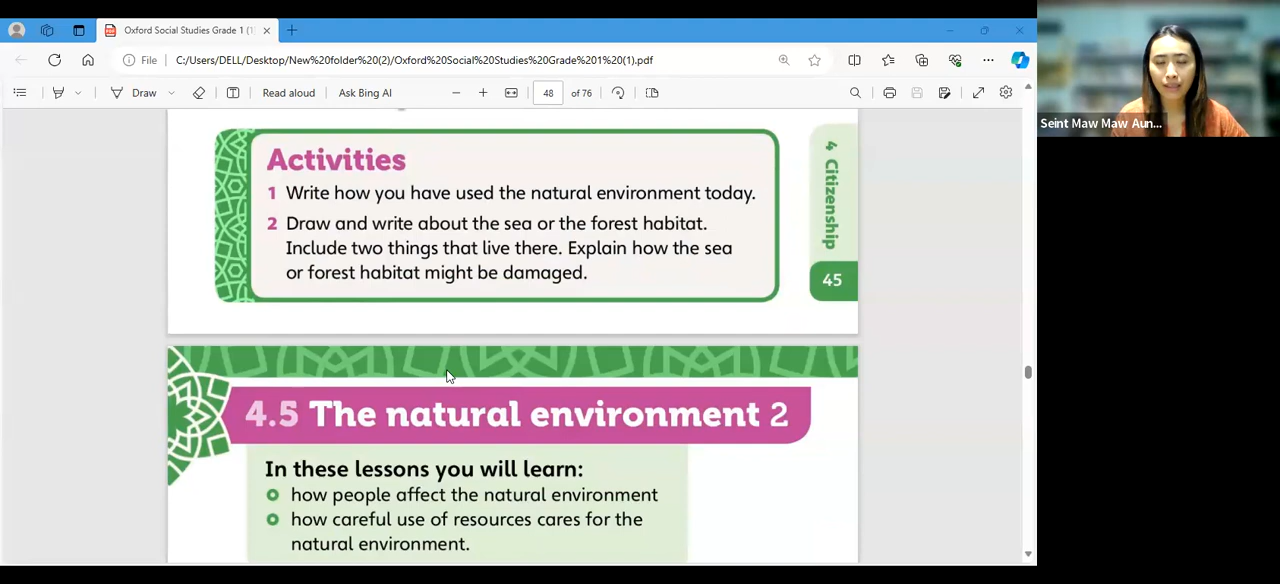 Oxford Social Studies Grade 1 (1)
File C:/Users/DELL/Desktop/New%20folder%20(2)/Oxford%20Social%20Studies%20Grade%201%20(1).pdf
Draw Read aloud Ask Bing AI 48 of 76
Seint Maw Maw Aun...
Activities
1 Write how you have used the natural environment today.
2 Draw and write about the sea or the forest habitat.
Include two things that live there. Explain how the sea
or forest habitat might be damaged.
4 Citizenship
45
4.5 The natural environment 2
In these lessons you will learn:
how people affect the natural environment
how careful use of resources cares for the
natural environment.